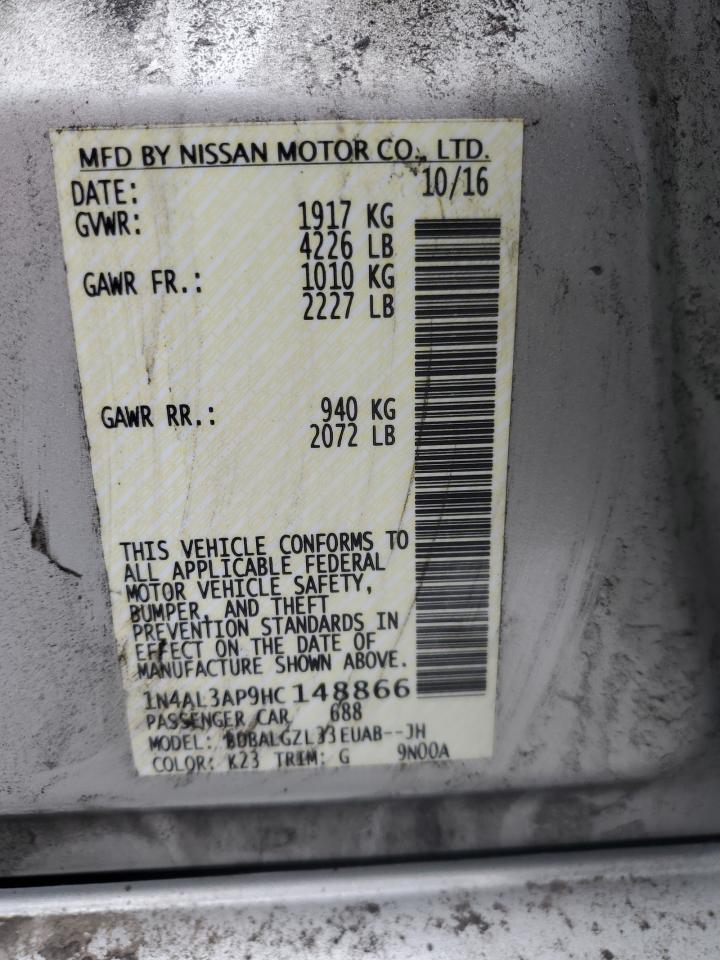 MFD BY NISSAN MOTOR CO., LTD.
DATE: 10/16
GVWR: 1917 KG
4226 LB
GAWR FR.: 1010 KG
2227 LB
GAWR RR.: 940 KG
2072 LB
THIS VEHICLE CONFORMS TO
ALL APPLICABLE FEDERAL
MOTOR VEHICLE SAFETY,
BUMPER, AND THEFT
PREVENTION STANDARDS IN
EFFECT ON THE DATE OF
MANUFACTURE SHOWN ABOVE.
1N4AL3AP9HC148866
PASSENGER CAR 688
MODEL:
COLOR: K23 TRIM: G 9N00A